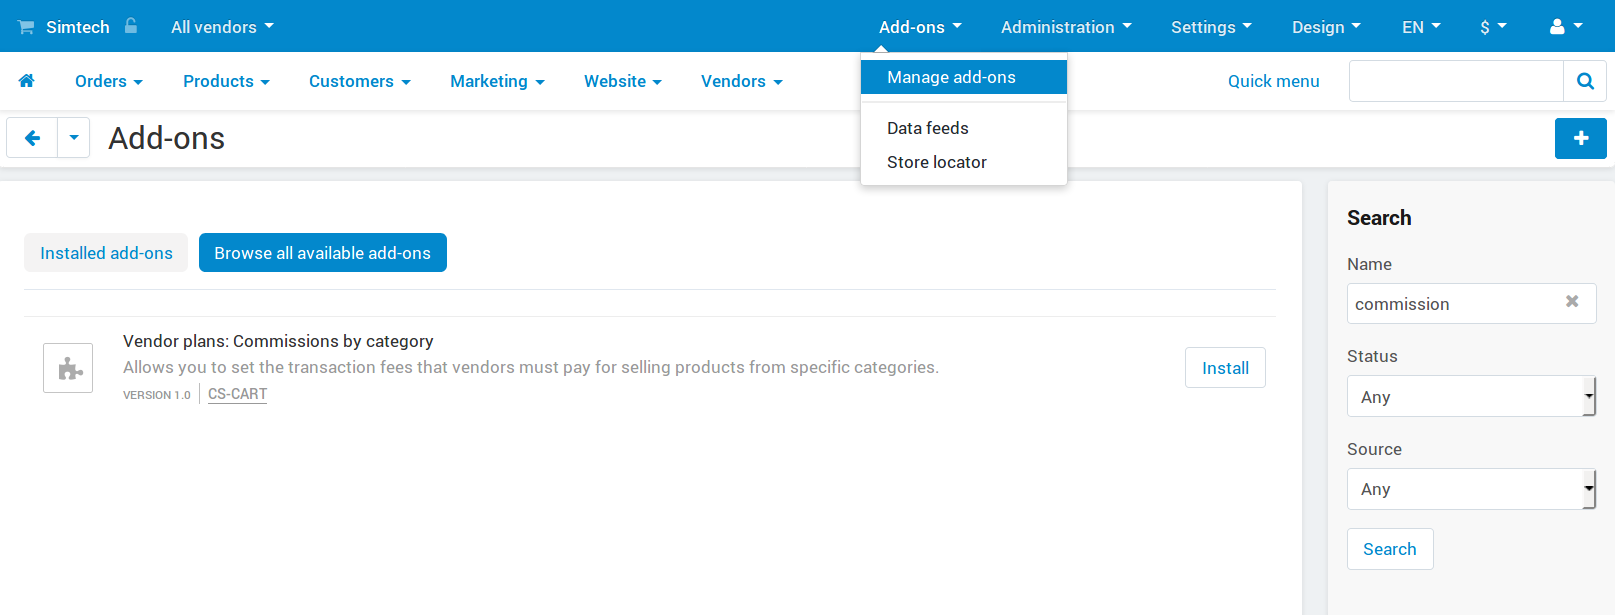 Simtech All vendors Add-ons Administration Settings Design EN $
Orders Products Customers Marketing Website Vendors Quick menu
Manage add-ons
Data feeds
Store locator
Add-ons
Installed add-ons Browse all available add-ons
Vendor plans: Commissions by category
Allows you to set the transaction fees that vendors must pay for selling products from specific categories.
VERSION 1.0 CS-CART
Install
Search
Name
commission
Status
Any
Source
Any
Search